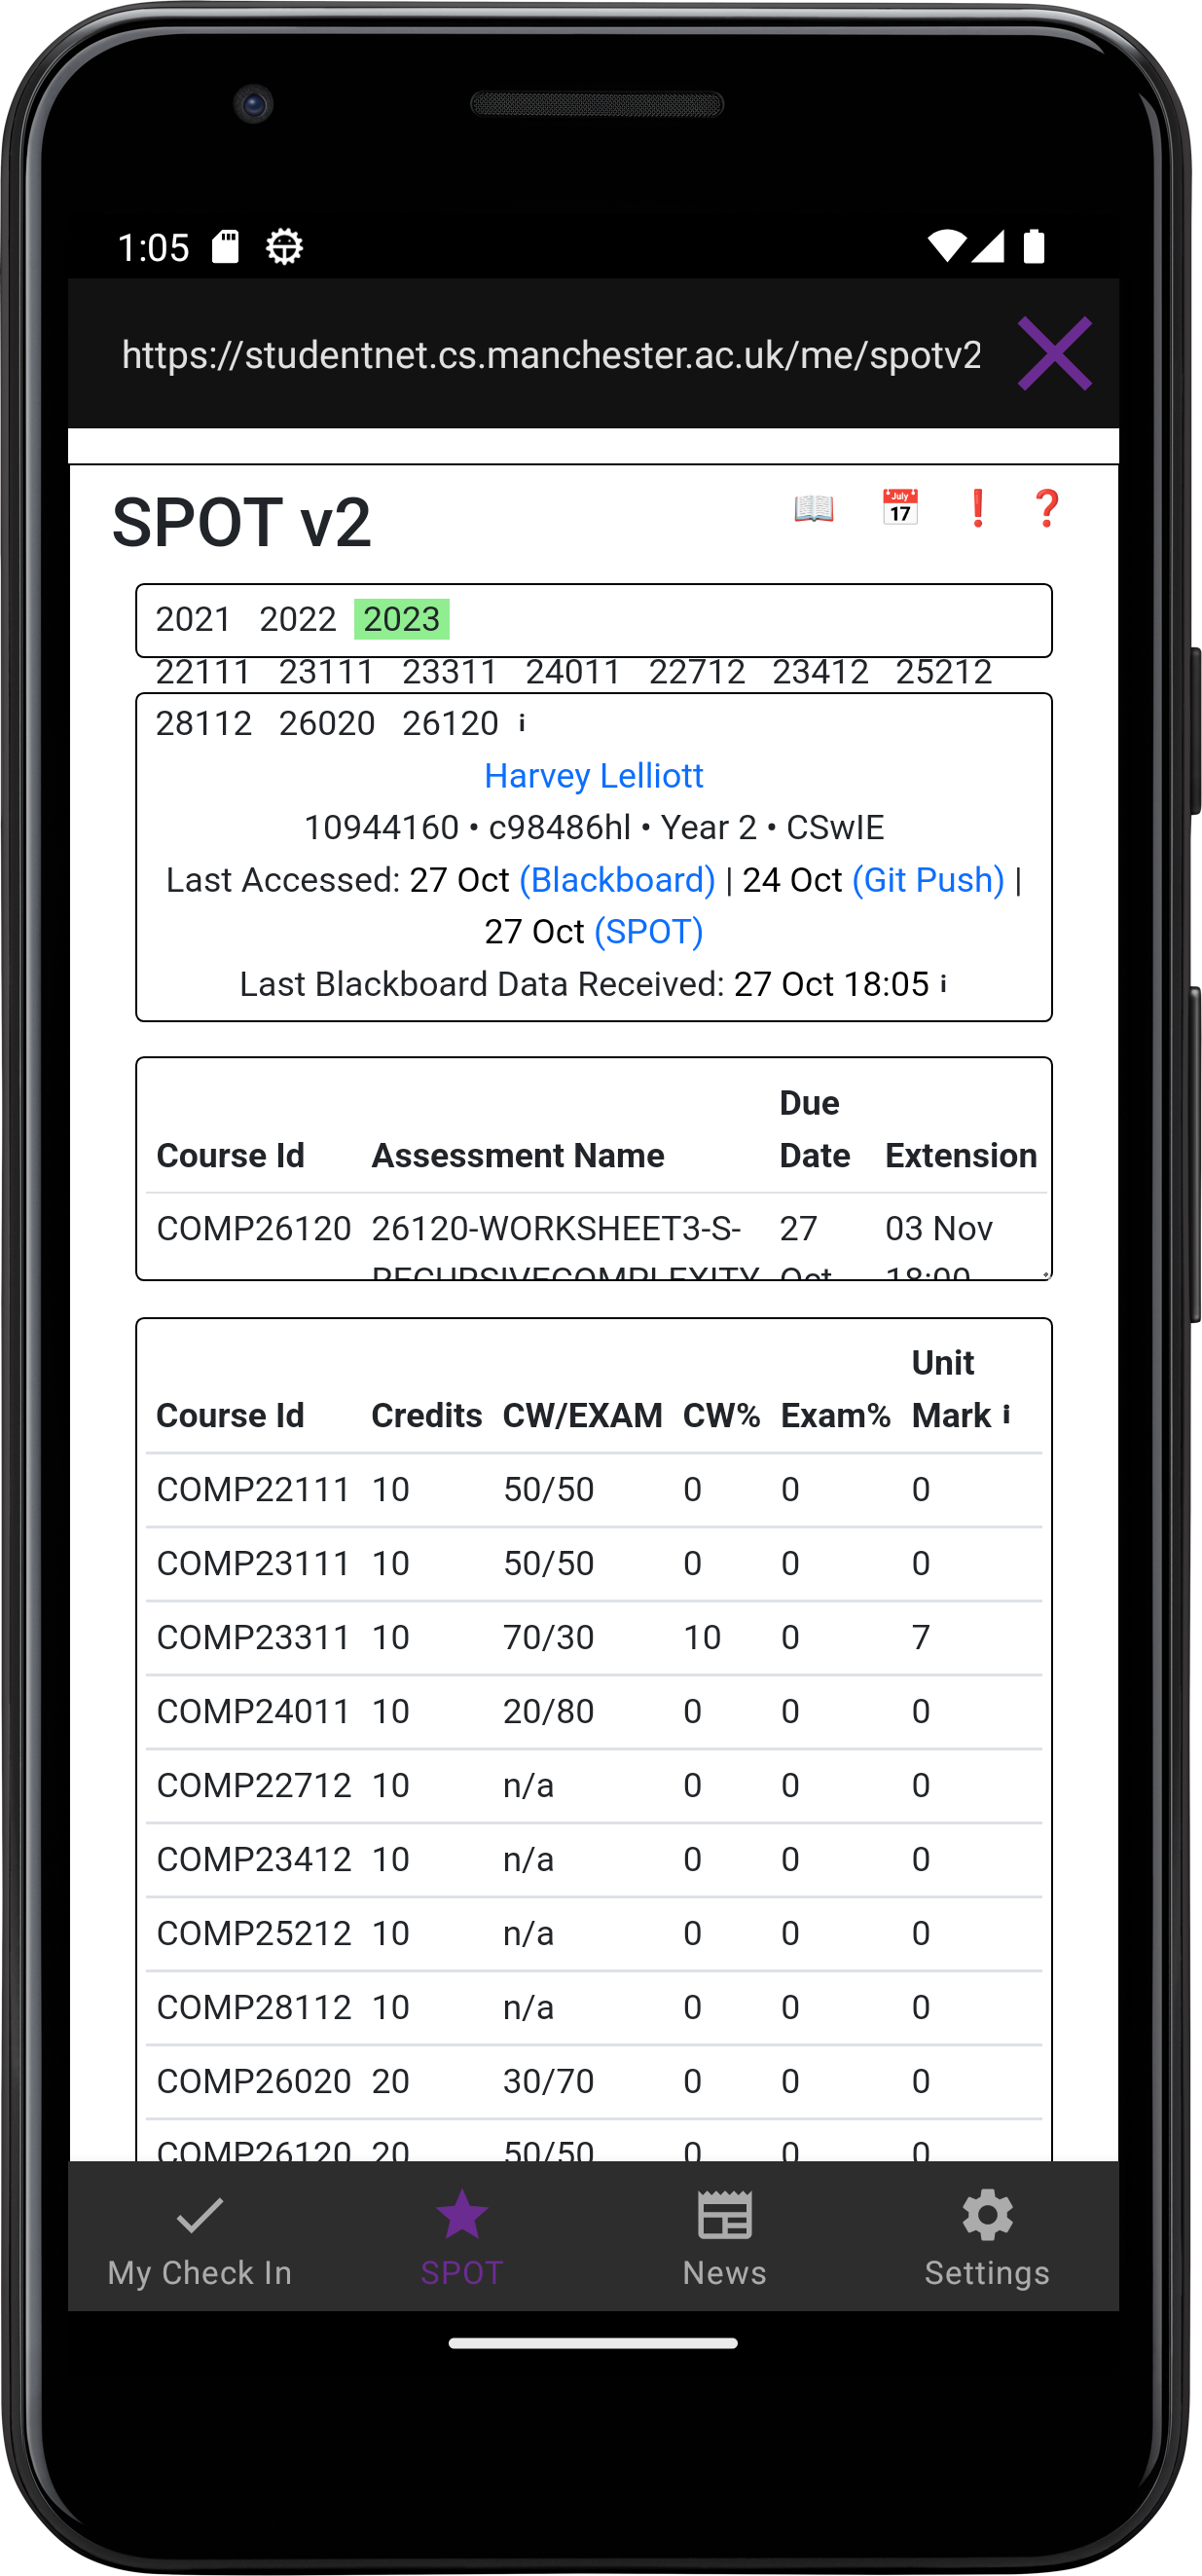 1:05
https://studentnet.cs.manchester.ac.uk/me/spotv2
SPOT v2
July
17
2021 2022 2023
22111 23111 23311 24011 22712 23412 25212
28112 26020 26120 i
Harvey Lelliott
10944160 • c98486hl • Year 2 • CSwIE
Last Accessed: 27 Oct (Blackboard) | 24 Oct (Git Push) |
27 Oct (SPOT)
Last Blackboard Data Received: 27 Oct 18:05 i
Course Id Assessment Name Due Date Extension
COMP26120 26120-WORKSHEET3-S- 27 03 Nov
RECURSIVECOMPLEXITY Oct 18:00
Course Id Credits CW/EXAM CW% Exam% Unit Mark i
COMP22111 10 50/50 0 0 0
COMP23111 10 50/50 0 0 0
COMP23311 10 70/30 10 0 7
COMP24011 10 20/80 0 0 0
COMP22712 10 n/a 0 0 0
COMP23412 10 n/a 0 0 0
COMP25212 10 n/a 0 0 0
COMP28112 10 n/a 0 0 0
COMP26020 20 30/70 0 0 0
COMP26120 20 50/50 0 0 0
My Check In SPOT News Settings